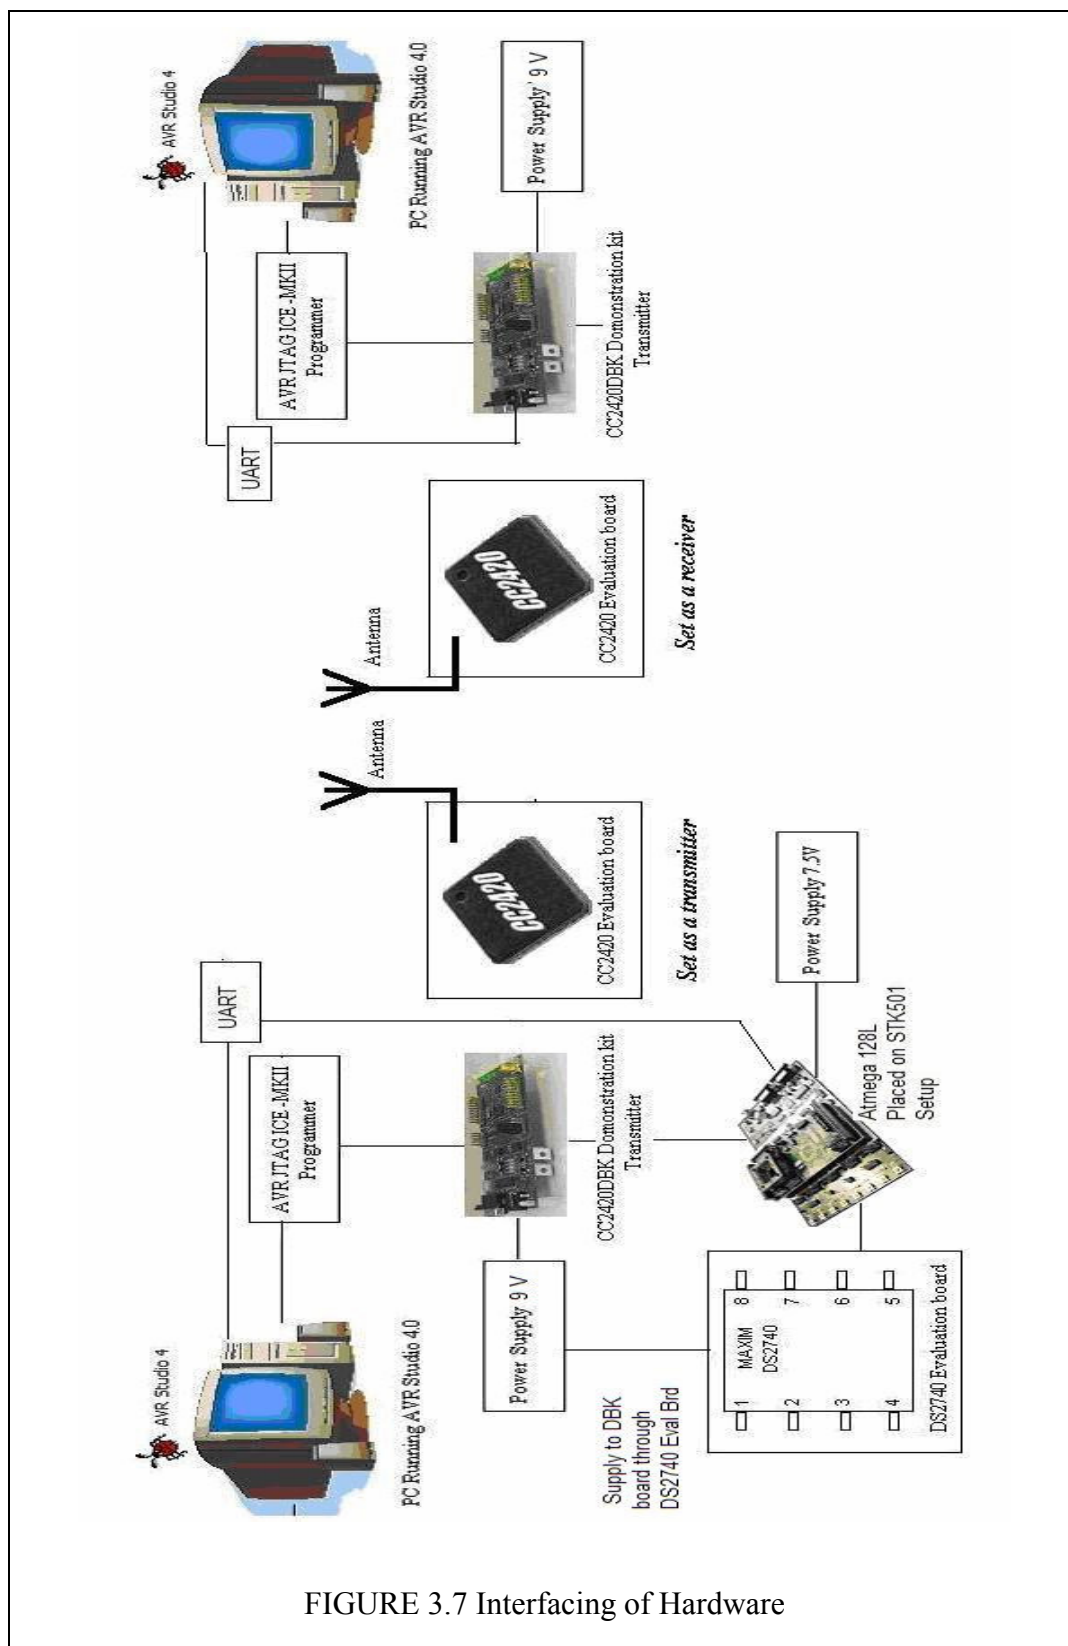 AVR Studio 4
PC Running AVR Studio 4.0
AVR JTAGICE-MKII
Programmer
UART
Power Supply 9 V
CC2420DBK Domonstration kit
Transmitter
Supply to DBK
board through
DS2740 Eval Brd
MAXIM
DS2740
1
2
3
4
5
6
7
8
DS2740 Evaluation board
Atmega 128L
Placed on STK501
Setup
Power Supply 7.5V
Antenna
CC2420
CC2420 Evaluation board
Set as a transmitter
Antenna
CC2420
CC2420 Evaluation board
Set as a receiver
UART
AVR JTAGICE-MKII
Programmer
CC2420DBK Domonstration kit
Transmitter
Power Supply' 9 V
AVR Studio 4
PC Running AVR Studio 4.0
FIGURE 3.7 Interfacing of Hardware